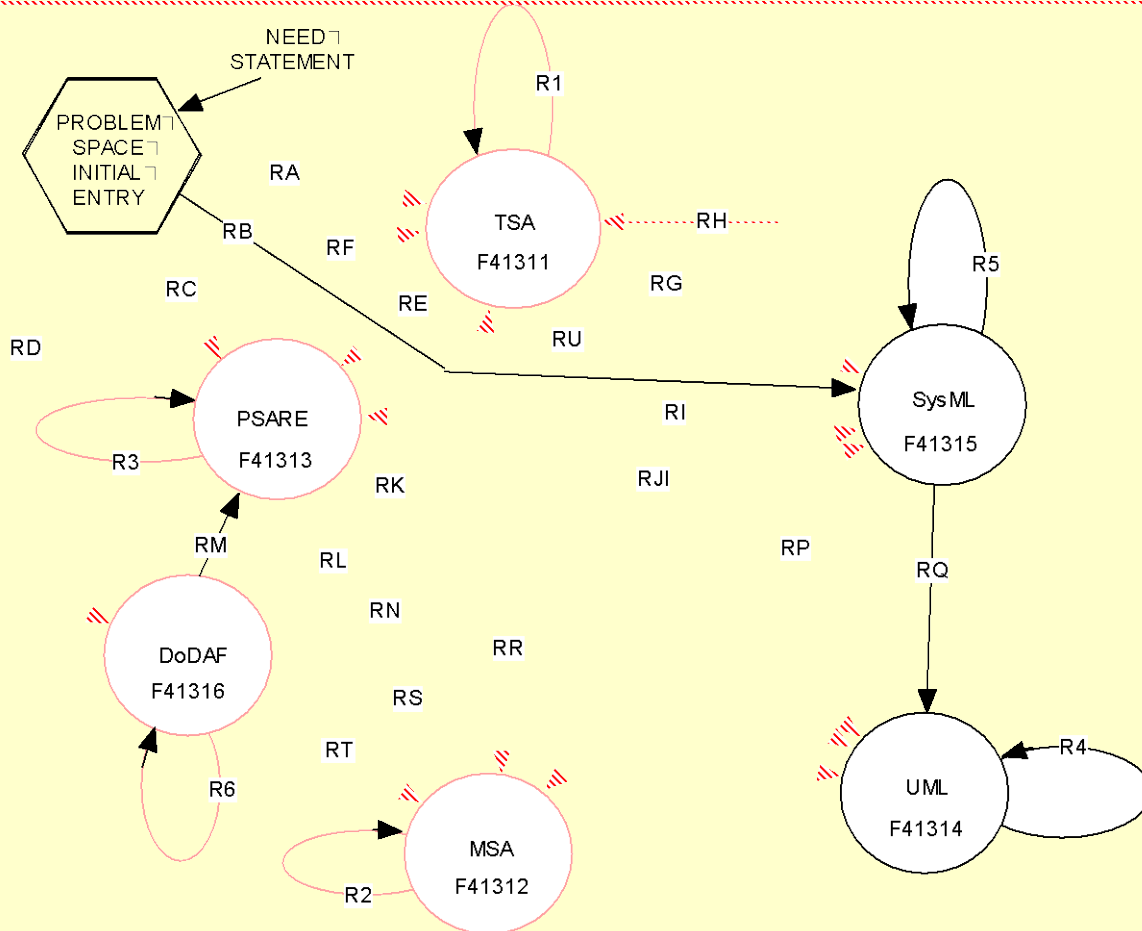 NEED
STATEMENT
PROBLEM
SPACE
INITIAL
ENTRY
R1
RA
RB
RF
TSA
F41311
RH
RC
RE
RG
R5
RD
RU
PSARE
F41313
R3
RI
SysML
F41315
RK
RJI
RM
RL
RP
RQ
RN
DoDAF
F41316
RR
RS
RT
R6
R4
UML
F41314
MSA
F41312
R2